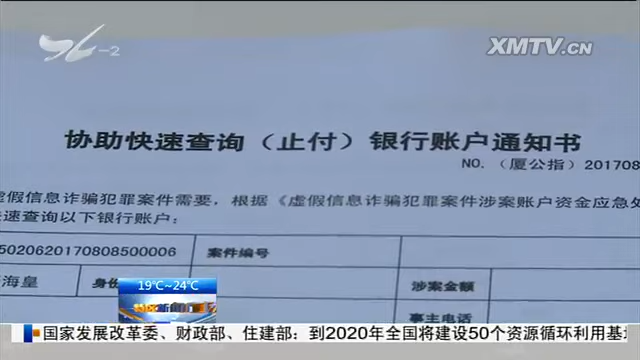 -2
XMTV.CN
协助快速查询（止付）银行账户通知书
NO.（厦公指）201708
虚假信息诈骗犯罪案件需要，根据《虚假信息诈骗犯罪案件涉案账户资金应急处
速查询以下银行账户：
5020620170808500006 案件编号
海皇 身份 涉案金额
事主电话
19℃~24℃
国家发展改革委、财政部、住建部：到2020年全国将建设50个资源循环利用基地